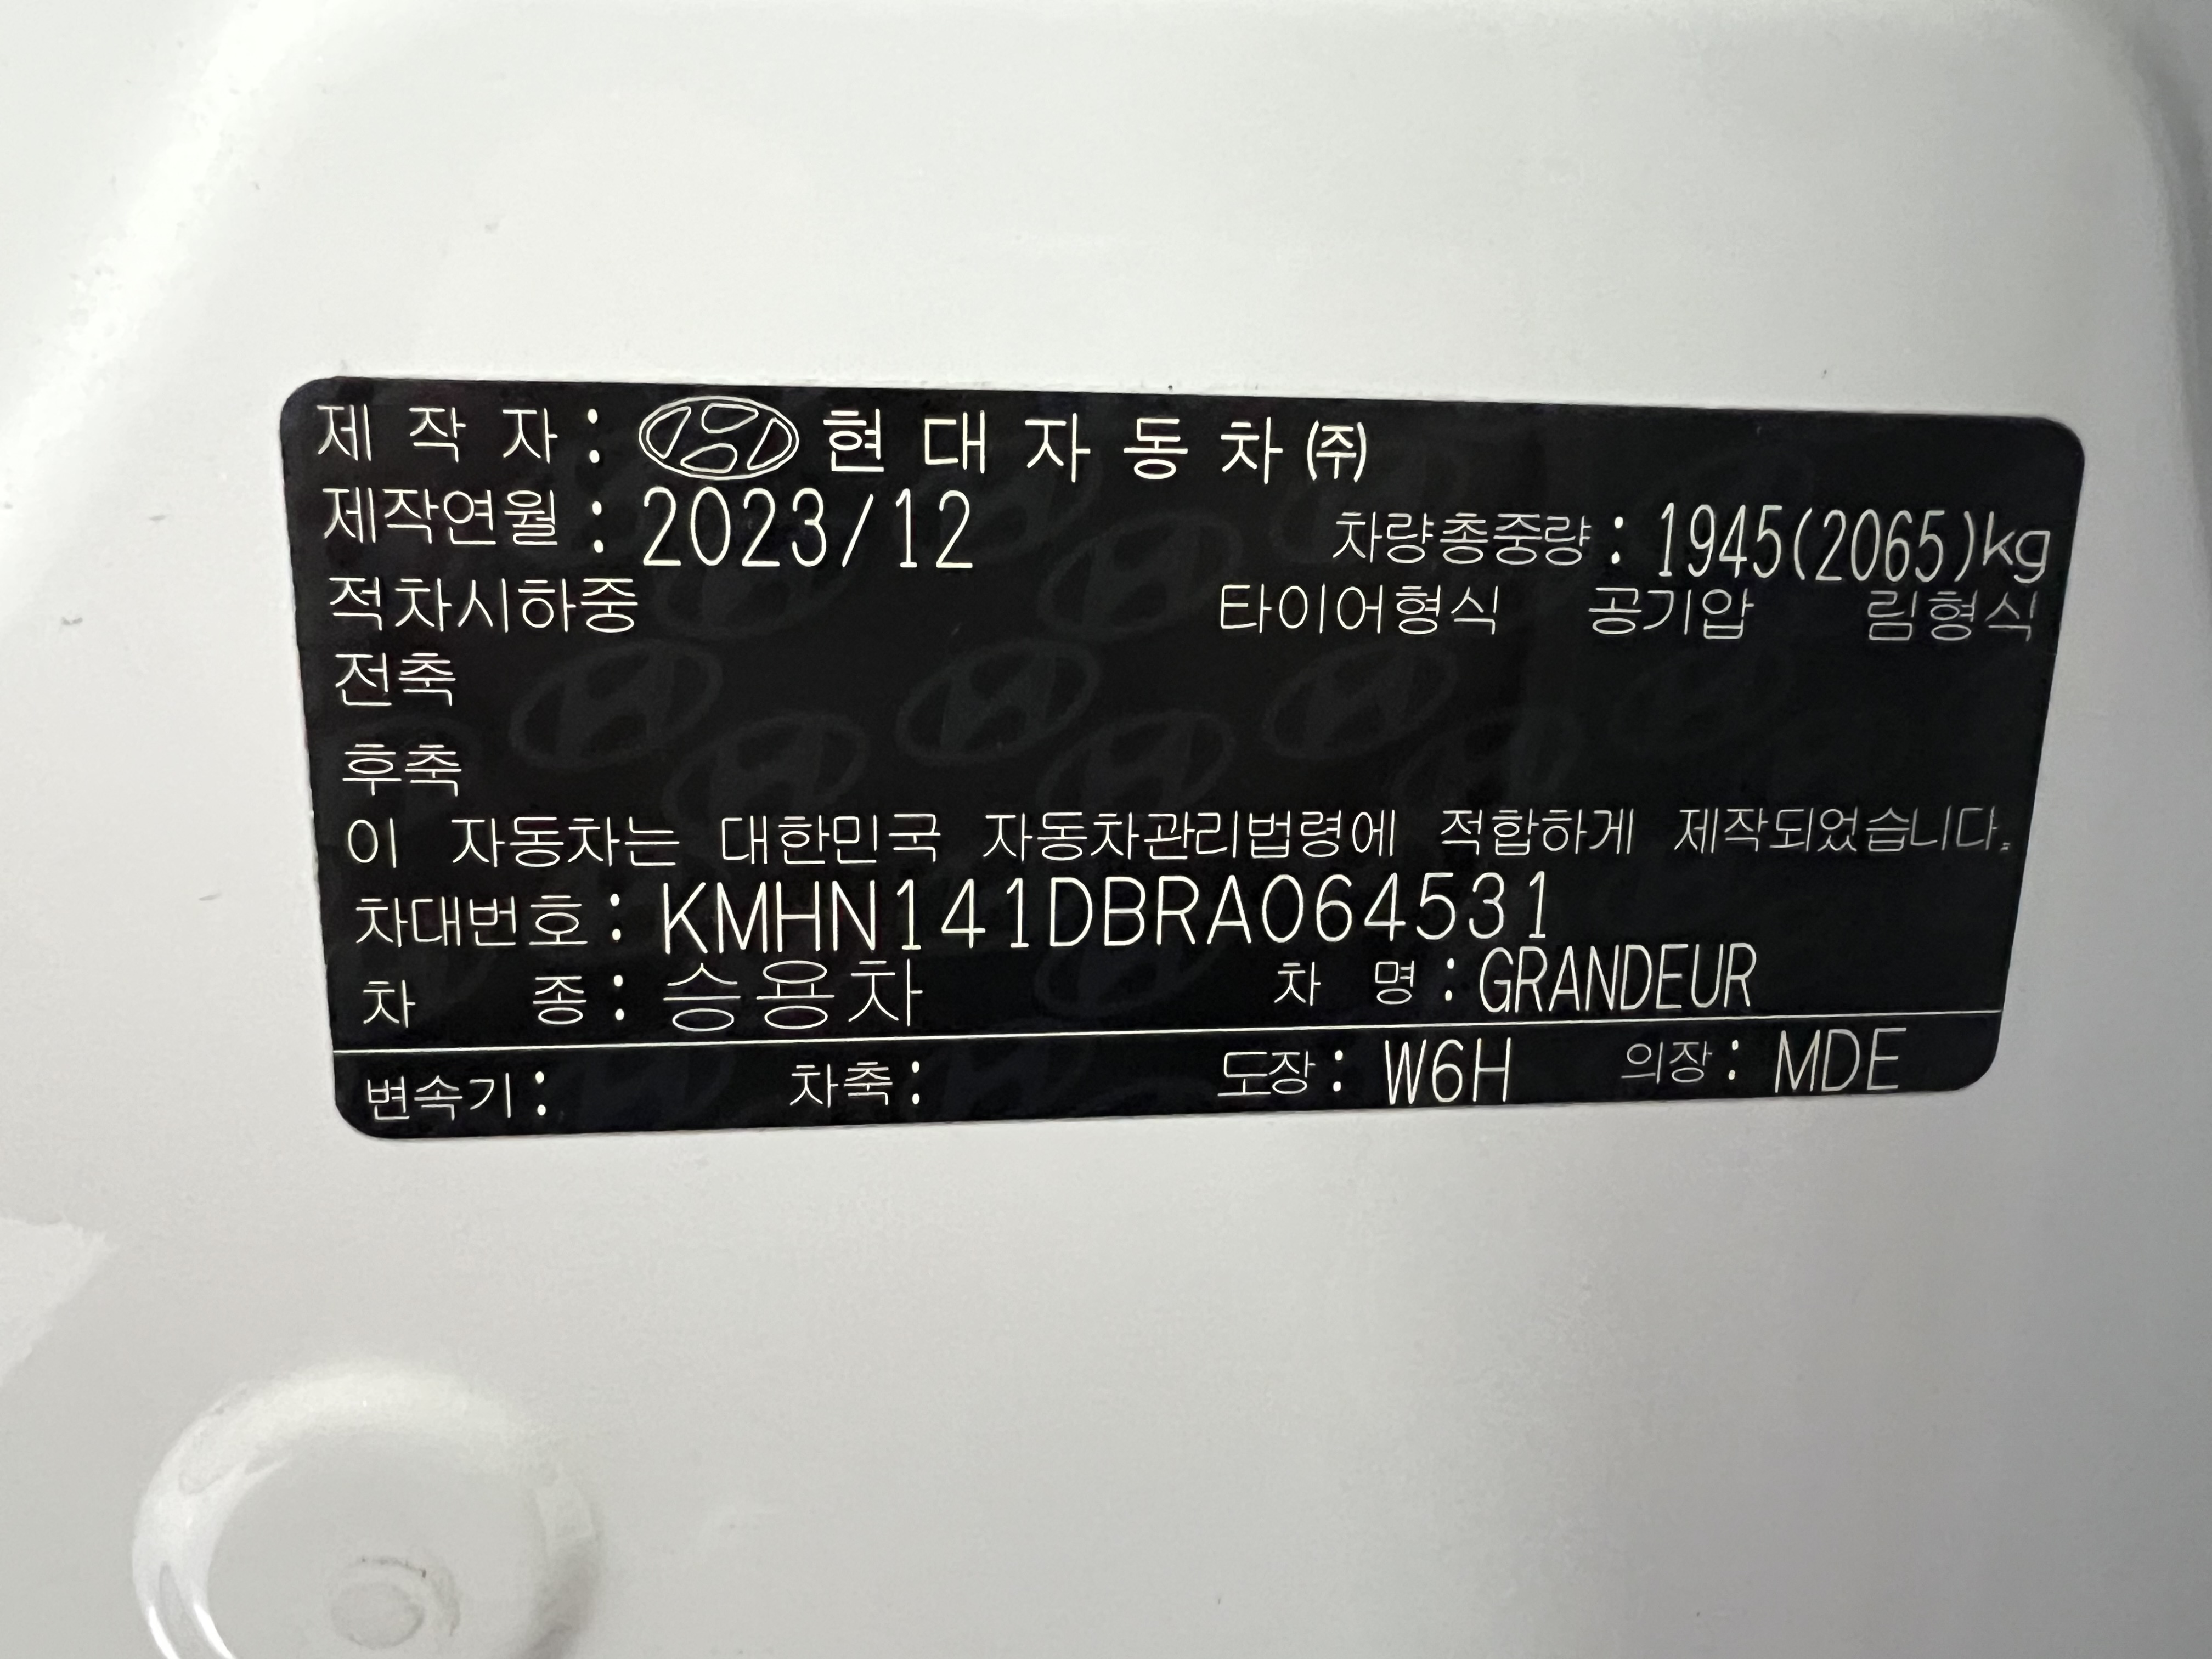 제 작 자 : 현 대 자 동 차 ㈜
제작연월 : 2023/12 차량총중량 : 1945(2065)kg
적차시하중 타이어형식 공기압 림형식
전축
후축
이 자동차는 대한민국 자동차관리법령에 적합하게 제작되었습니다.
차대번호 : KMHN141DBRA064531
차 종 : 승용차 차 명 : GRANDEUR
변속기 : 차축 : 도장 : W6H 의장 : MDE